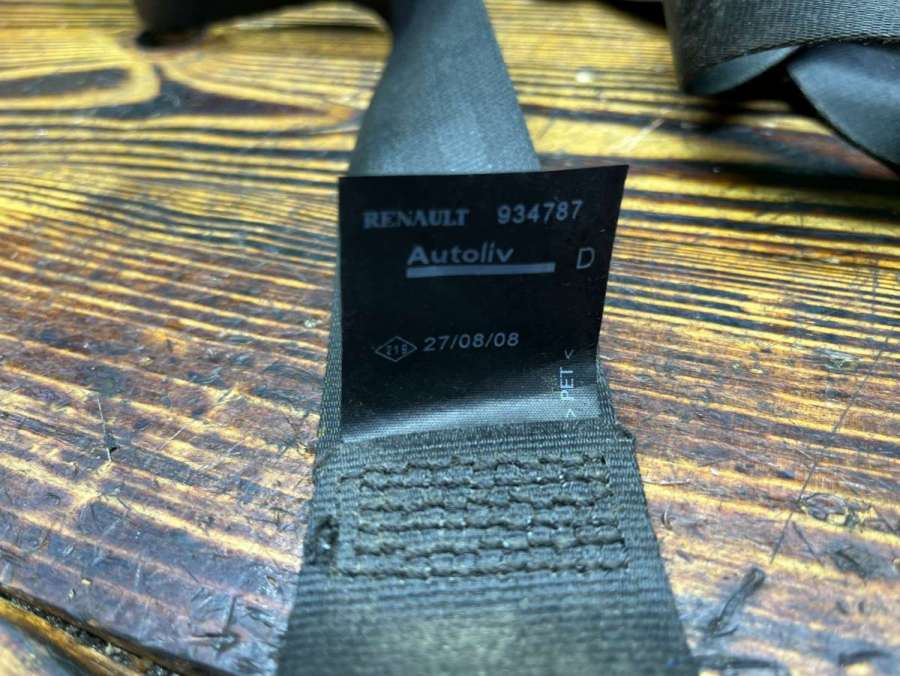 RENAULT 934787
Autoliv D
27/08/08
> PET <